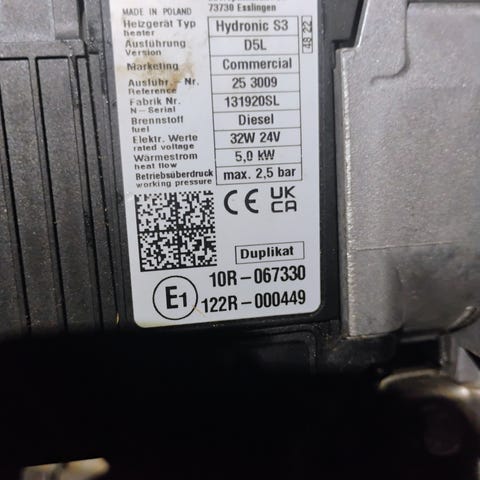 MADE IN POLAND 73730 Esslingen
Heizgerät Typ Hydronic S3
heater
Ausführung D5L
Version
Marketing Commercial
Ausführ.-Nr. 25 3009
Reference
Fabrik Nr. 131920SL
N-Serial
Brennstoff Diesel
fuel
Elektr. Werte 32W 24V
rated voltage
Wärmestrom 5,0 kW
heat flow
Betriebsüberdruck max. 2,5 bar
working pressure
48 22
CE UK
CA
Duplikat
10R-067330
E1
122R-000449